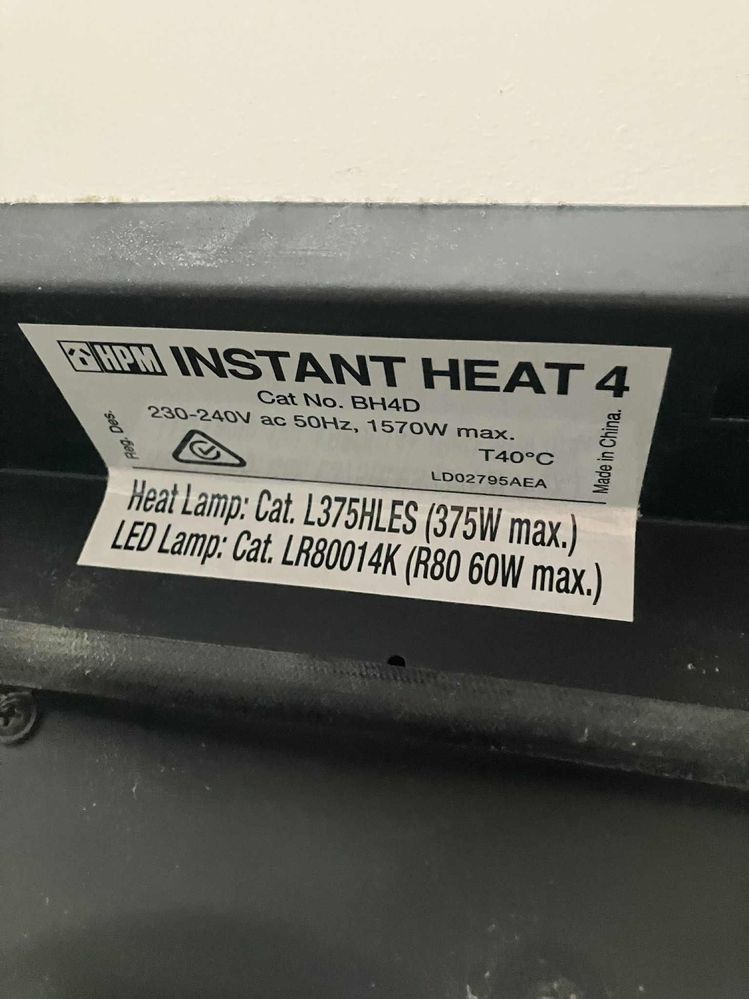 HPM INSTANT HEAT 4
Cat No. BH4D
230-240V ac 50Hz, 1570W max.
T40°C
LD02795AEA
Reg. Des.
Made in China.
Heat Lamp: Cat. L375HLES (375W max.)
LED Lamp: Cat. LR80014K (R80 60W max.)